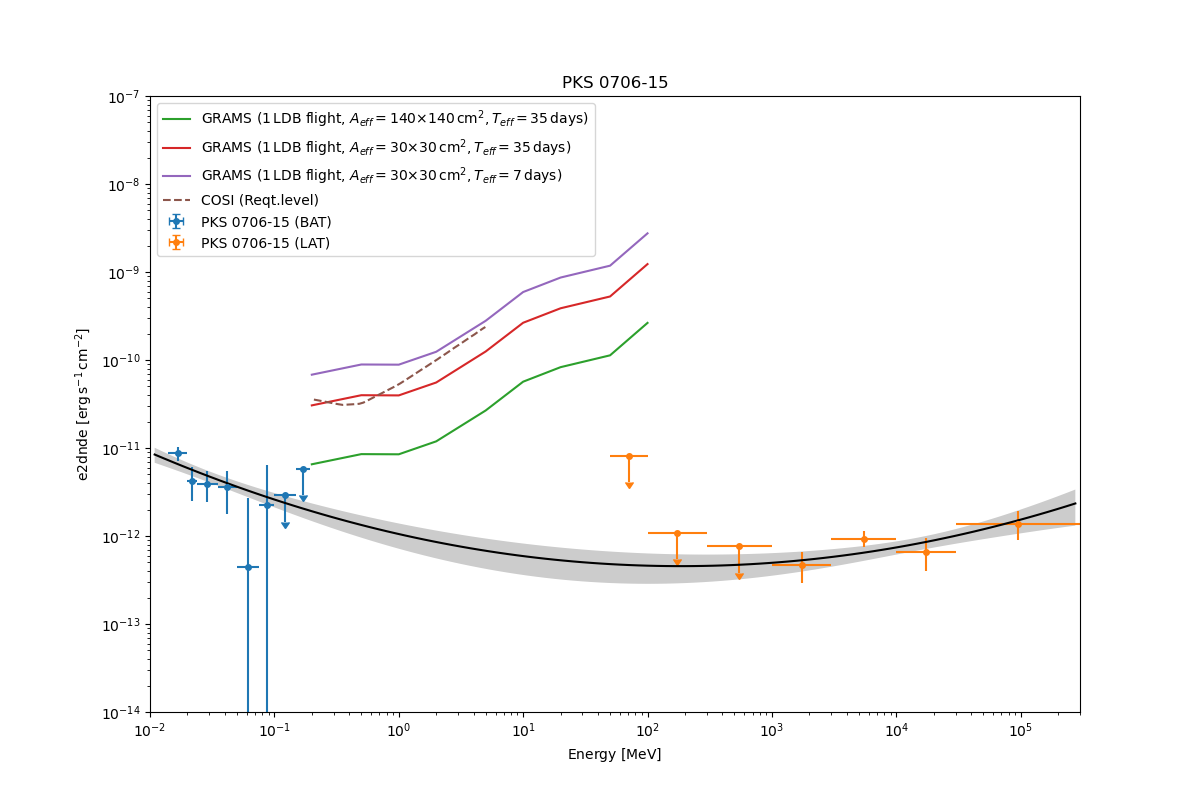 PKS 0706-15
GRAMS (1 LDB flight, A_eff = 140×140 cm², T_eff = 35 days)
GRAMS (1 LDB flight, A_eff = 30×30 cm², T_eff = 35 days)
GRAMS (1 LDB flight, A_eff = 30×30 cm², T_eff = 7 days)
COSI (Reqt.level)
PKS 0706-15 (BAT)
PKS 0706-15 (LAT)
10⁻⁷
10⁻⁸
10⁻⁹
10⁻¹⁰
10⁻¹¹
10⁻¹²
10⁻¹³
10⁻¹⁴
e2dnde [erg s⁻¹ cm⁻²]
10⁻² 10⁻¹ 10⁰ 10¹ 10² 10³ 10⁴ 10⁵
Energy [MeV]